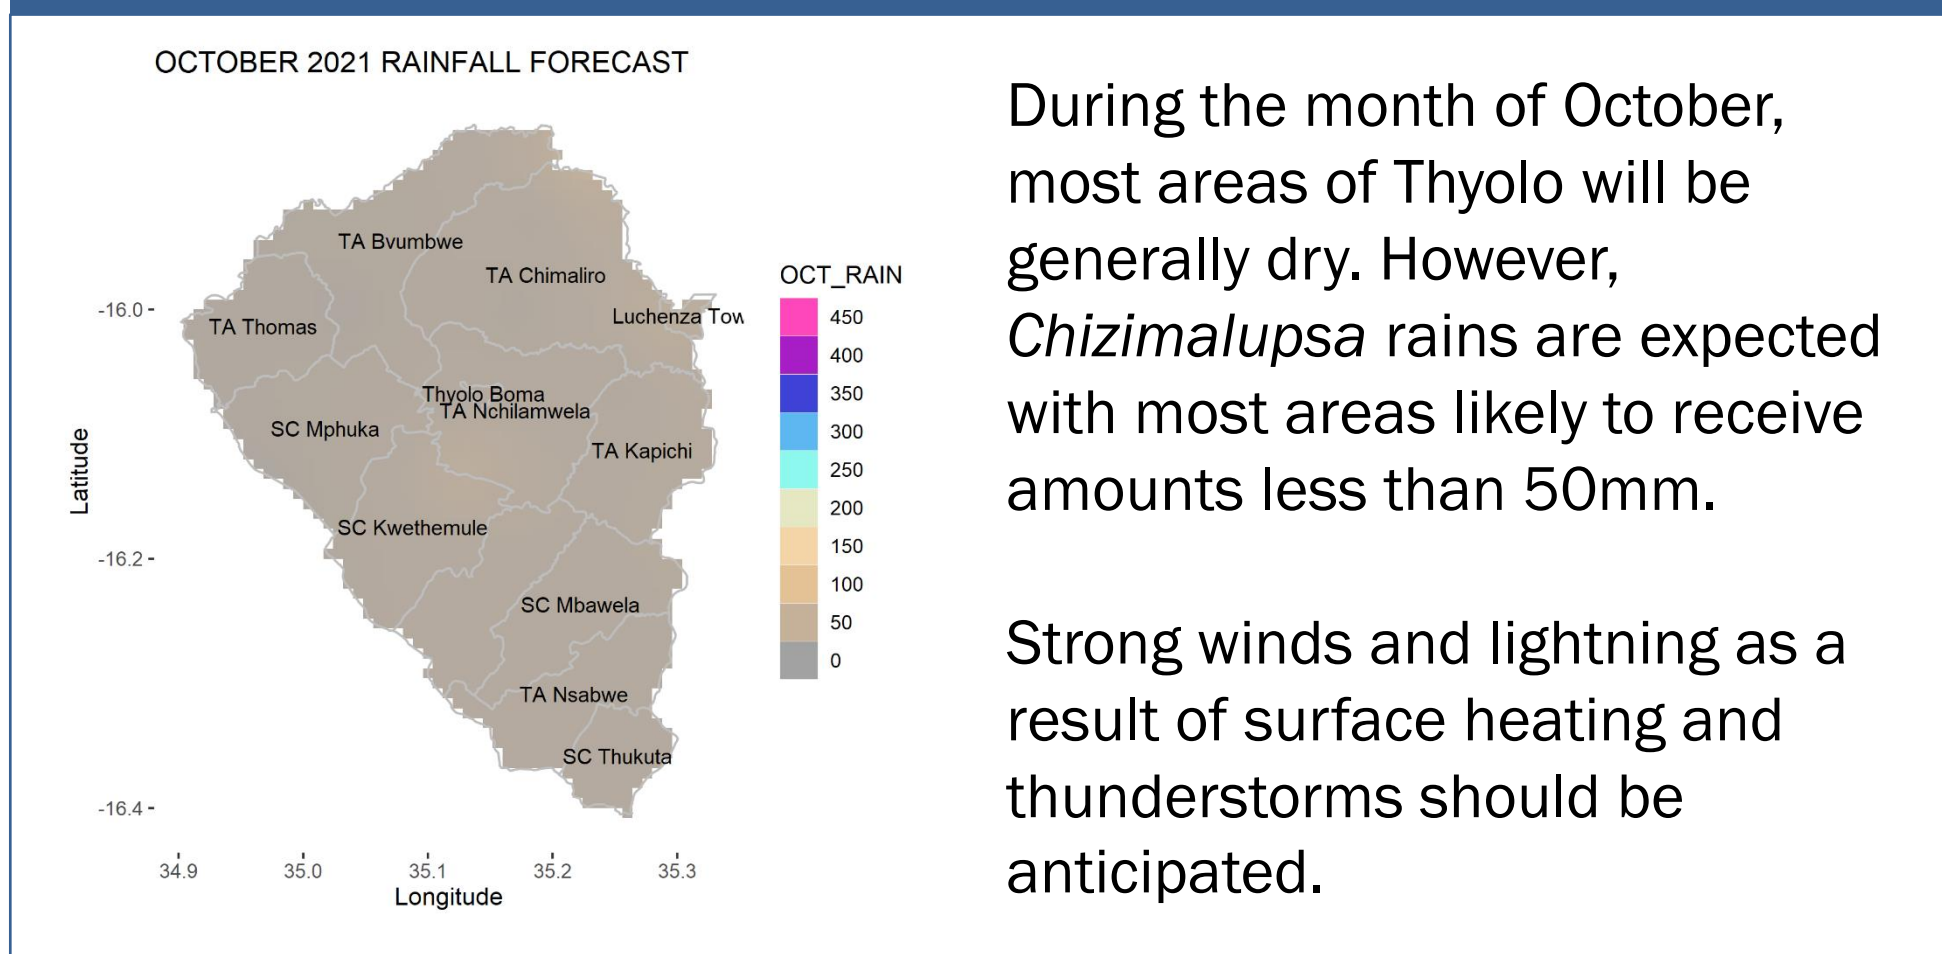 OCTOBER 2021 RAINFALL FORECAST
TA Bvumbwe
TA Chimaliro
Luchenza Tow
TA Thomas
Thyolo Boma
TA Nchilamwela
SC Mphuka
TA Kapichi
SC Kwethemule
SC Mbawela
TA Nsabwe
SC Thukuta
Latitude
-16.0
-16.2
-16.4
34.9 35.0 35.1 35.2 35.3
Longitude
OCT_RAIN
450
400
350
300
250
200
150
100
50
0
During the month of October,
most areas of Thyolo will be
generally dry. However,
Chizimalupsa rains are expected
with most areas likely to receive
amounts less than 50mm.
Strong winds and lightning as a
result of surface heating and
thunderstorms should be
anticipated.